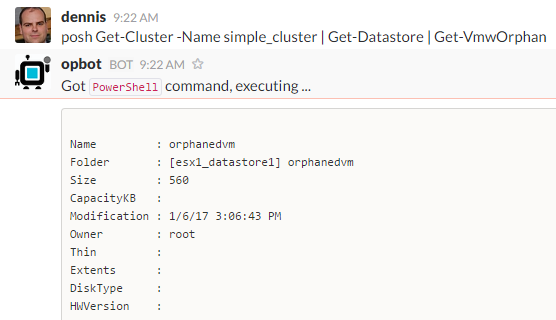 dennis 9:22 AM
posh Get-Cluster -Name simple_cluster | Get-Datastore | Get-VmwOrphan
opbot BOT 9:22 AM
Got PowerShell command, executing ...
Name : orphanedvm
Folder : [esx1_datastore1] orphanedvm
Size : 560
CapacityKB :
Modification : 1/6/17 3:06:43 PM
Owner : root
Thin :
Extents :
DiskType :
HWVersion :